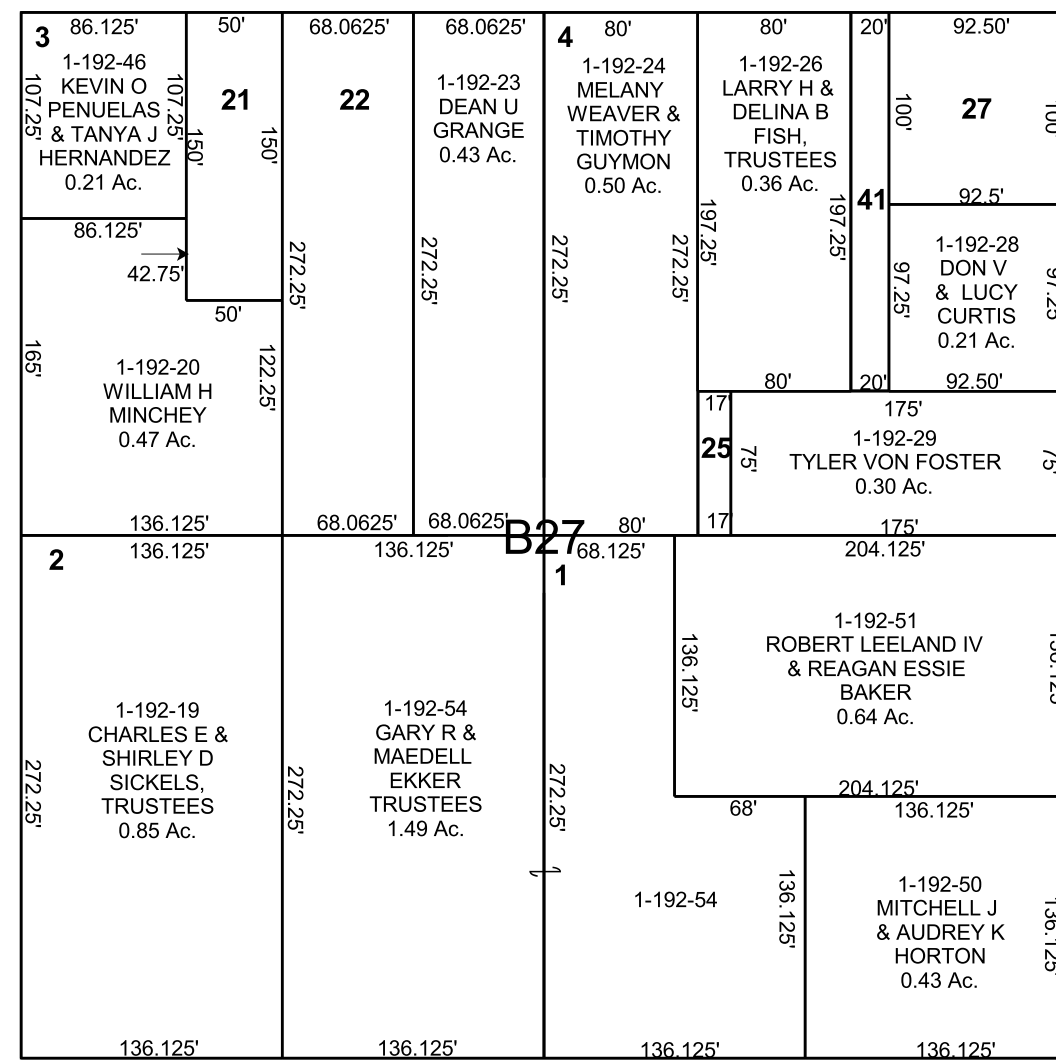 3
86.125'
1-192-46
KEVIN O
PENUELAS
& TANYA J
HERNANDEZ
0.21 Ac.
107.25'
107.25'
86.125'
42.75'
50'
21
150'
150'
50'
165'
1-192-20
WILLIAM H
MINCHEY
0.47 Ac.
122.25'
136.125'
68.0625'
22
272.25'
68.0625'
68.0625'
1-192-23
DEAN U
GRANGE
0.43 Ac.
272.25'
68.0625'
4
80'
1-192-24
MELANY
WEAVER &
TIMOTHY
GUYMON
0.50 Ac.
272.25'
272.25'
80'
80'
1-192-26
LARRY H &
DELINA B
FISH,
TRUSTEES
0.36 Ac.
197.25'
197.25'
80'
20'
41
20'
92.50'
100'
27
100'
92.5'
1-192-28
DON V
& LUCY
CURTIS
0.21 Ac.
97.25'
97.25'
92.50'
17'
25
17'
175'
75'
1-192-29
TYLER VON FOSTER
0.30 Ac.
75'
175'
B27
2
136.125'
1-192-19
CHARLES E &
SHIRLEY D
SICKELS,
TRUSTEES
0.85 Ac.
272.25'
136.125'
136.125'
1-192-54
GARY R &
MAEDELL
EKKER
TRUSTEES
1.49 Ac.
272.25'
136.125'
1
68.125'
272.25'
136.125'
204.125'
1-192-51
ROBERT LEELAND IV
& REAGAN ESSIE
BAKER
0.64 Ac.
136.125'
204.125'
68'
1-192-54
136.125'
136.125'
136.125'
1-192-50
MITCHELL J
& AUDREY K
HORTON
0.43 Ac.
136.125'
136.125'